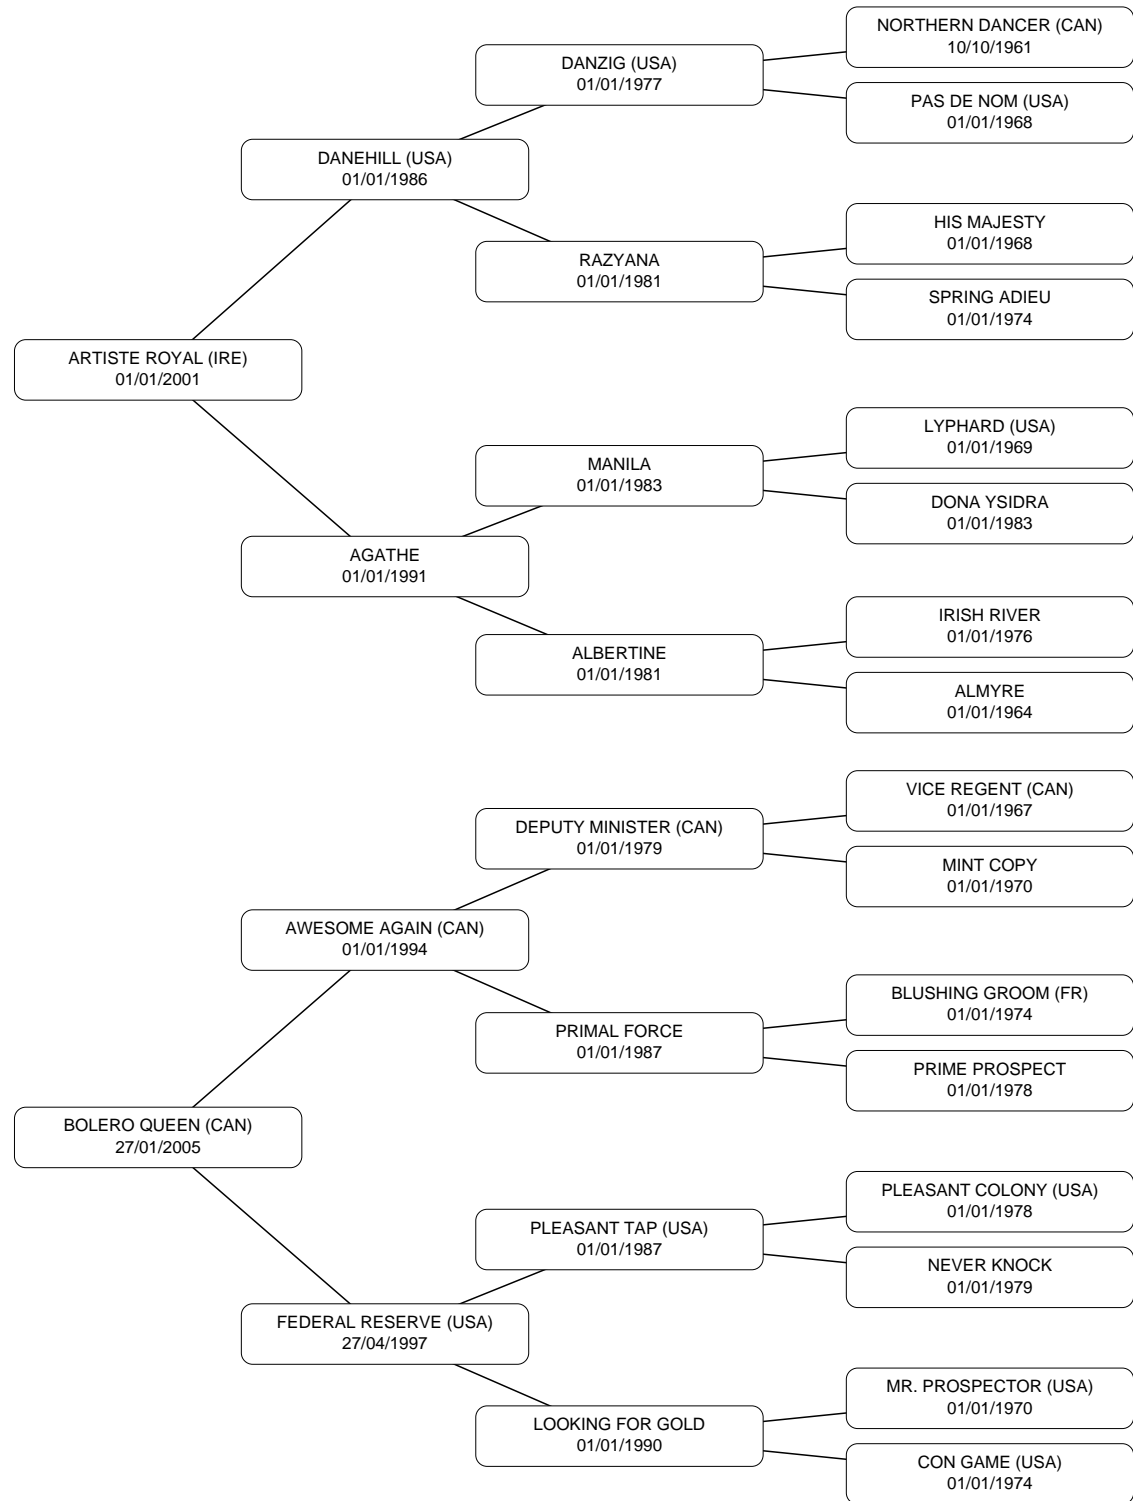 NORTHERN DANCER (CAN)
10/10/1961
DANZIG (USA)
01/01/1977
PAS DE NOM (USA)
01/01/1968
DANEHILL (USA)
01/01/1986
HIS MAJESTY
01/01/1968
RAZYANA
01/01/1981
SPRING ADIEU
01/01/1974
ARTISTE ROYAL (IRE)
01/01/2001
LYPHARD (USA)
01/01/1969
MANILA
01/01/1983
DONA YSIDRA
01/01/1983
AGATHE
01/01/1991
IRISH RIVER
01/01/1976
ALBERTINE
01/01/1981
ALMYRE
01/01/1964
VICE REGENT (CAN)
01/01/1967
DEPUTY MINISTER (CAN)
01/01/1979
MINT COPY
01/01/1970
AWESOME AGAIN (CAN)
01/01/1994
BLUSHING GROOM (FR)
01/01/1974
PRIMAL FORCE
01/01/1987
PRIME PROSPECT
01/01/1978
BOLERO QUEEN (CAN)
27/01/2005
PLEASANT COLONY (USA)
01/01/1978
PLEASANT TAP (USA)
01/01/1987
NEVER KNOCK
01/01/1979
FEDERAL RESERVE (USA)
27/04/1997
MR. PROSPECTOR (USA)
01/01/1970
LOOKING FOR GOLD
01/01/1990
CON GAME (USA)
01/01/1974